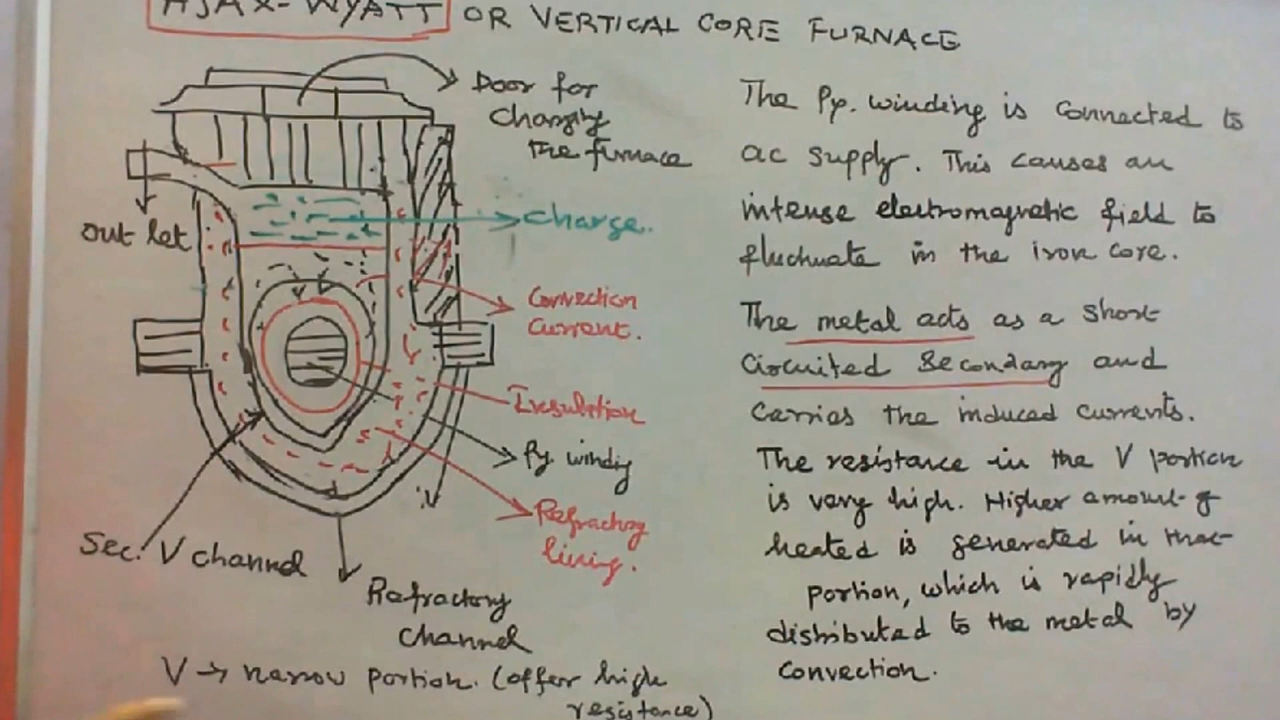 AJAX-WYATT OR VERTICAL CORE FURNACE
Door for
Charging
the furnace
out let
Charge.
Convection
Current.
Insulation
Py. winding
Refractory
lining.
Sec. V channel
Refractory
channel
V → narrow portion. (offer high
resistance)
The Py. winding is connected to
ac supply. This causes an
intense electromagnetic field to
fluctuate in the iron core.
The metal acts as a short
circuited secondary and
carries the induced currents.
The resistance in the V portion
is very high. Higher amount of
heated is generated in that
portion, which is rapidly
distributed to the metal by
convection.